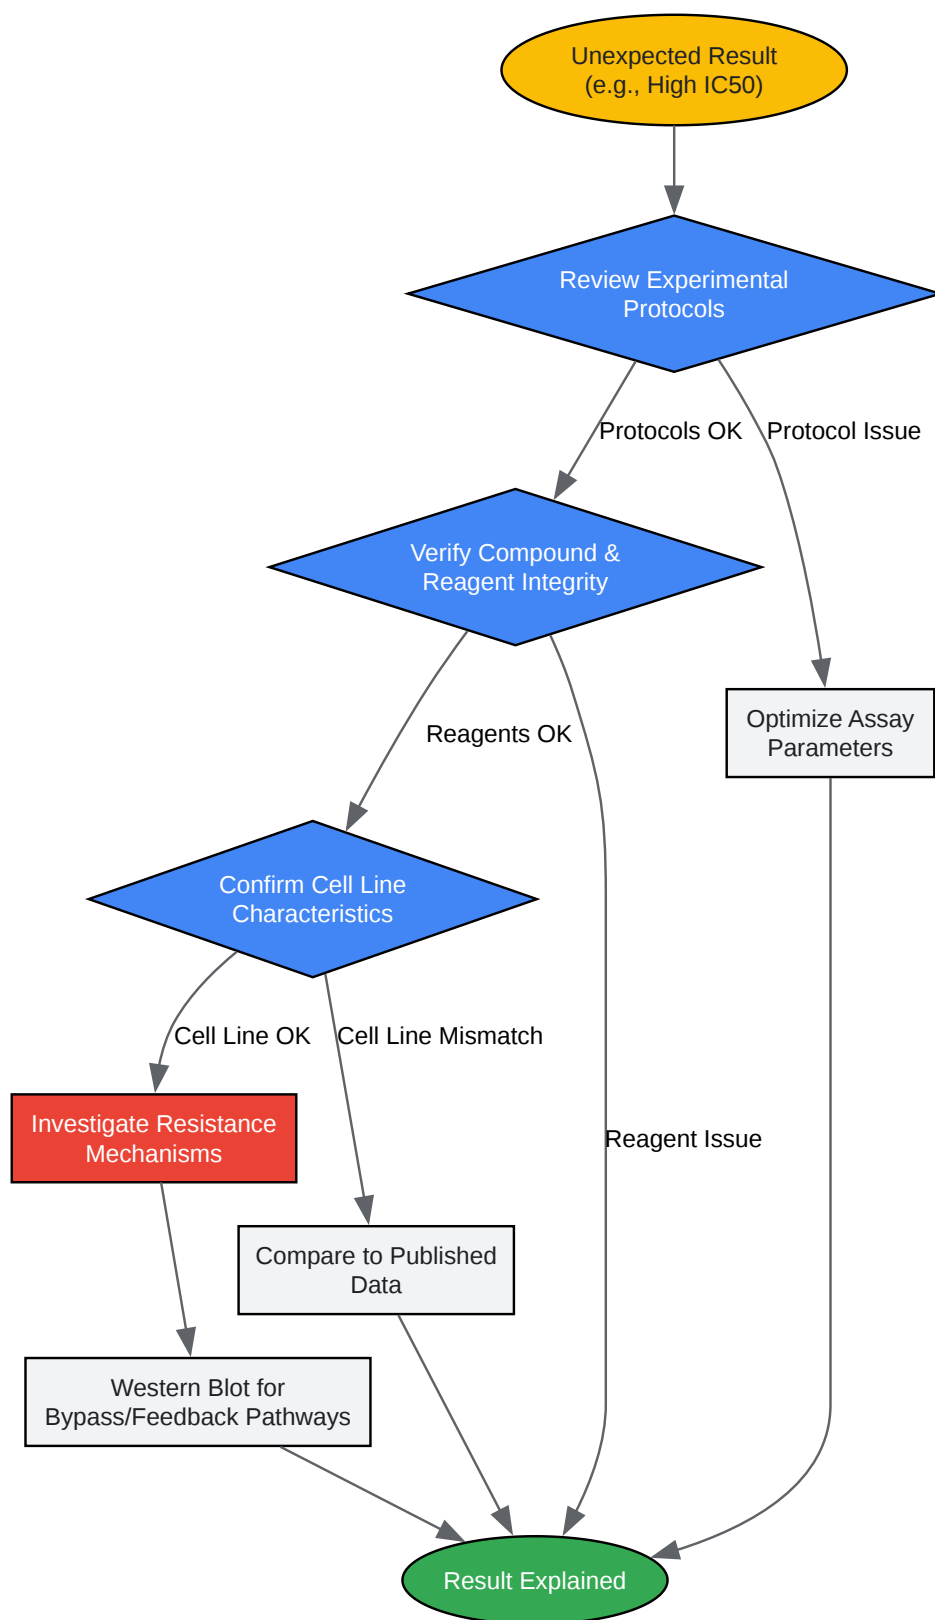 Unexpected Result
(e.g., High IC50)
Review Experimental
Protocols
Protocols OK
Protocol Issue
Verify Compound &
Reagent Integrity
Optimize Assay
Parameters
Reagents OK
Confirm Cell Line
Characteristics
Cell Line OK
Cell Line Mismatch
Investigate Resistance
Mechanisms
Reagent Issue
Compare to Published
Data
Western Blot for
Bypass/Feedback Pathways
Result Explained